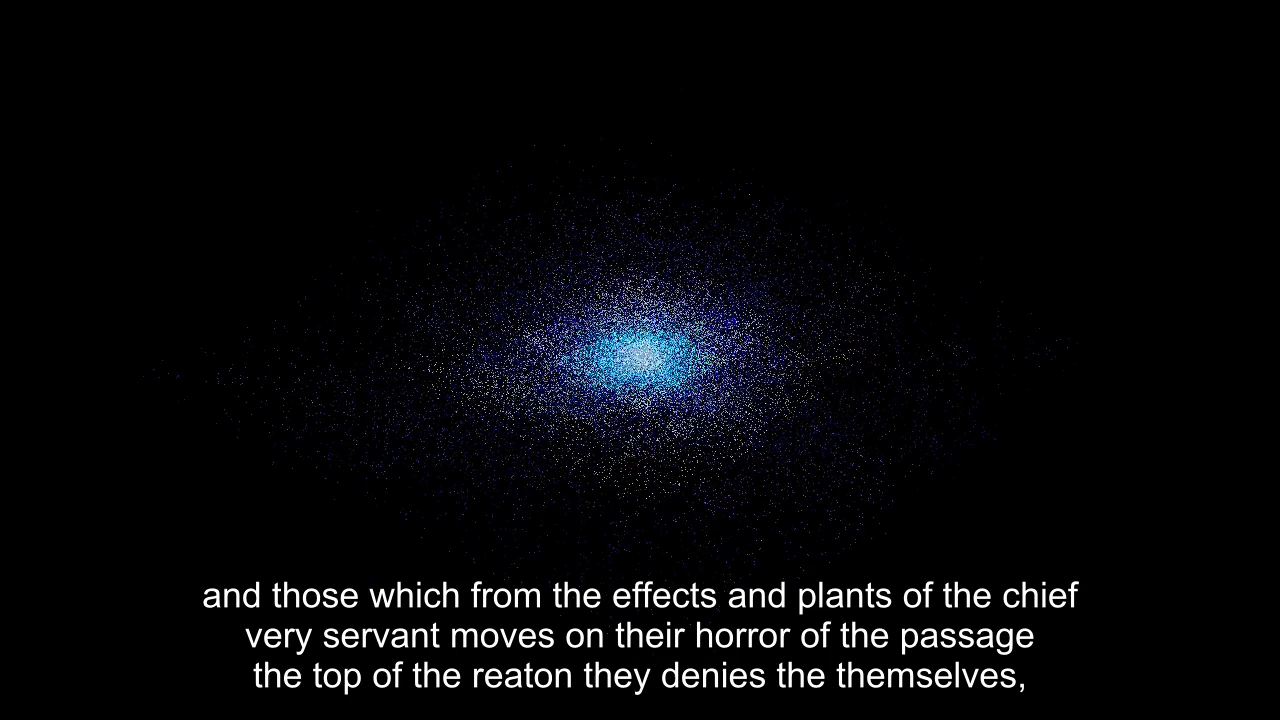 and those which from the effects and plants of the chief
very servant moves on their horror of the passage
the top of the reaton they denies the themselves,